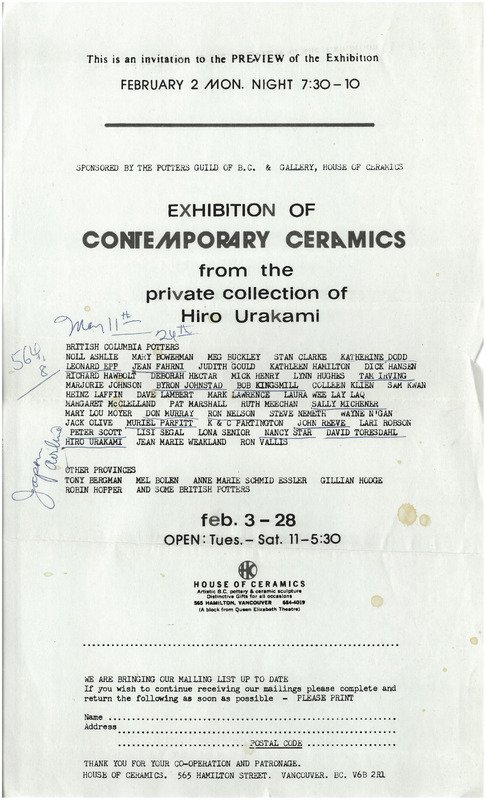 This is an invitation to the PREVIEW of the Exhibition
FEBRUARY 2 MON. NIGHT 7:30-10
SPONSORED BY THE POTTERS GUILD OF B.C. & GALLERY, HOUSE OF CERAMICS
EXHIBITION OF
CONTEMPORARY CERAMICS
from the
private collection of
Hiro Urakami
May 11th
24th
564
8
BRITISH COLUMBIA POTTERS
NOLL ASHLIE MARY BOWERMAN MEG BUCKLEY STAN CLARKE KATHERINE DODD
LEONARD EPP JEAN FAHRNI JUDITH GOULD KATHLEEN HAMILTON DICK HANSEN
RICHARD HAWBOLT DEBORAH HECTAR MICK HENRY LYNN HUGHES TAM IRVING
MARJORIE JOHNSON BYRON JOHNSTAD BOB KINGSMILL COLLEEN KLIEN SAM KWAN
HEINZ LAFFIN DAVE LAMBERT MARK LAWRENCE LAURA WEE LAY LAQ
MARGARET McCLELLAND PAT MARSHALL RUTH MEECHAN SALLY MICHENER
MARY LOU MOYER DON MURRAY RON NELSON STEVE NEMETH WAYNE N'GAN
JACK OLIVE MURIEL PARFITT K & C PARTINGTON JOHN REEVE LARI ROBSON
PETER SCOTT LISI SEGAL LONA SENIOR NANCY STAR DAVID TORESDAHL
HIRO URAKAMI JEAN MARIE WEAKLAND RON VALLIS
Japan
OTHER PROVINCES
TONY BERGMAN MEL BOLEN ANNE MARIE SCHMID ESSLER GILLIAN HODGE
ROBIN HOPPER AND SOME BRITISH POTTERS
feb. 3-28
OPEN: Tues.- Sat. 11-5:30
HOUSE OF CERAMICS
Artistic B.C. pottery & ceramic sculpture
Distinctive Gifts for all occasions
565 HAMILTON, VANCOUVER 684-4019
(A block from Queen Elizabeth Theatre)
WE ARE BRINGING OUR MAILING LIST UP TO DATE
If you wish to continue receiving our mailings please complete and
return the following as soon as possible - PLEASE PRINT
Name
Address
POSTAL CODE
THANK YOU FOR YOUR CO-OPERATION AND PATRONAGE.
HOUSE OF CERAMICS. 565 HAMILTON STREET. VANCOUVER. BC. V6B 2R1